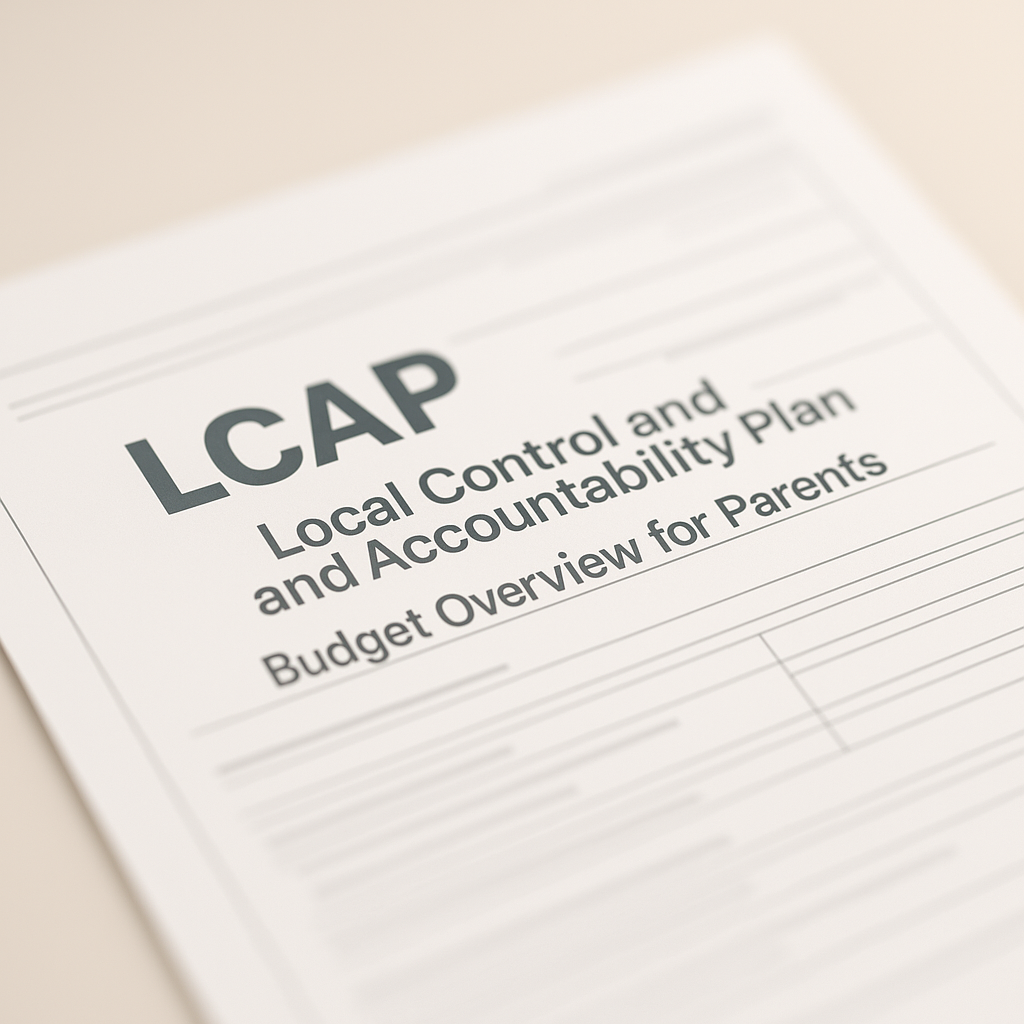 LCAP
Local Control and
and Accountability Plan
Budget Overview for Parents